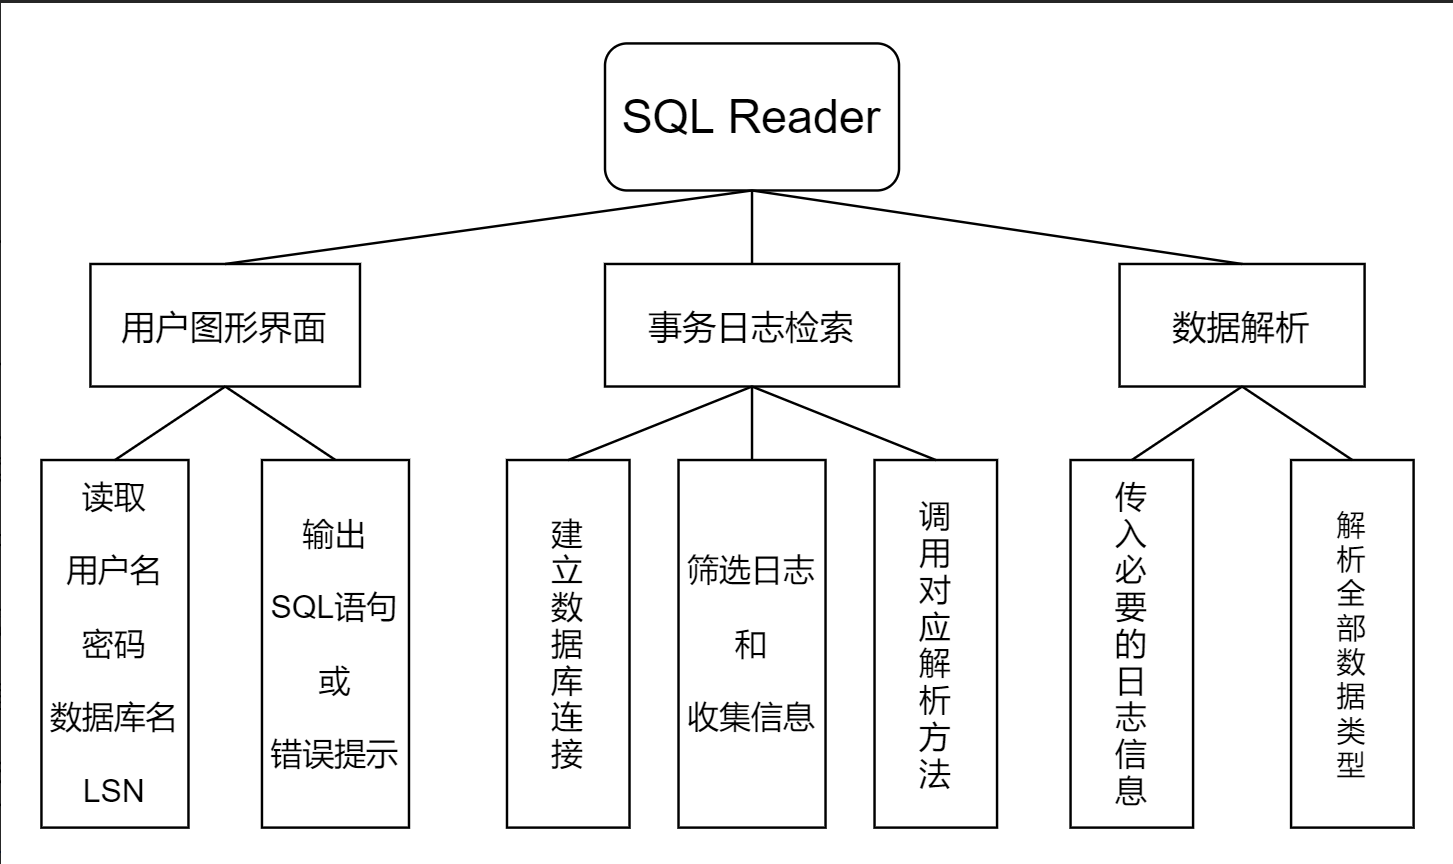 SQL Reader
用户图形界面
事务日志检索
数据解析
读取
用户名
密码
数据库名
LSN
输出
SQL语句
或
错误提示
建立数据库连接
筛选日志
和
收集信息
调用对应解析方法
传入必要的日志信息
解析全部数据类型